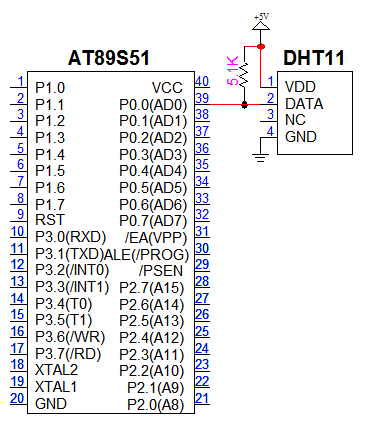 +5V
AT89S51 DHT11
5.1K
1 P1.0 VCC 40
2 P1.1 P0.0(AD0) 39
3 P1.2 P0.1(AD1) 38
4 P1.3 P0.2(AD2) 37
5 P1.4 P0.3(AD3) 36
6 P1.5 P0.4(AD4) 35
7 P1.6 P0.5(AD5) 34
8 P1.7 P0.6(AD6) 33
9 RST P0.7(AD7) 32
10 P3.0(RXD) /EA(VPP) 31
11 P3.1(TXD) ALE(/PROG) 30
12 P3.2(/INT0) /PSEN 29
13 P3.3(/INT1) P2.7(A15) 28
14 P3.4(T0) P2.6(A14) 27
15 P3.5(T1) P2.5(A13) 26
16 P3.6(/WR) P2.4(A12) 25
17 P3.7(/RD) P2.3(A11) 24
18 XTAL2 P2.2(A10) 23
19 XTAL1 P2.1(A9) 22
20 GND P2.0(A8) 21
1 VDD
2 DATA
3 NC
4 GND